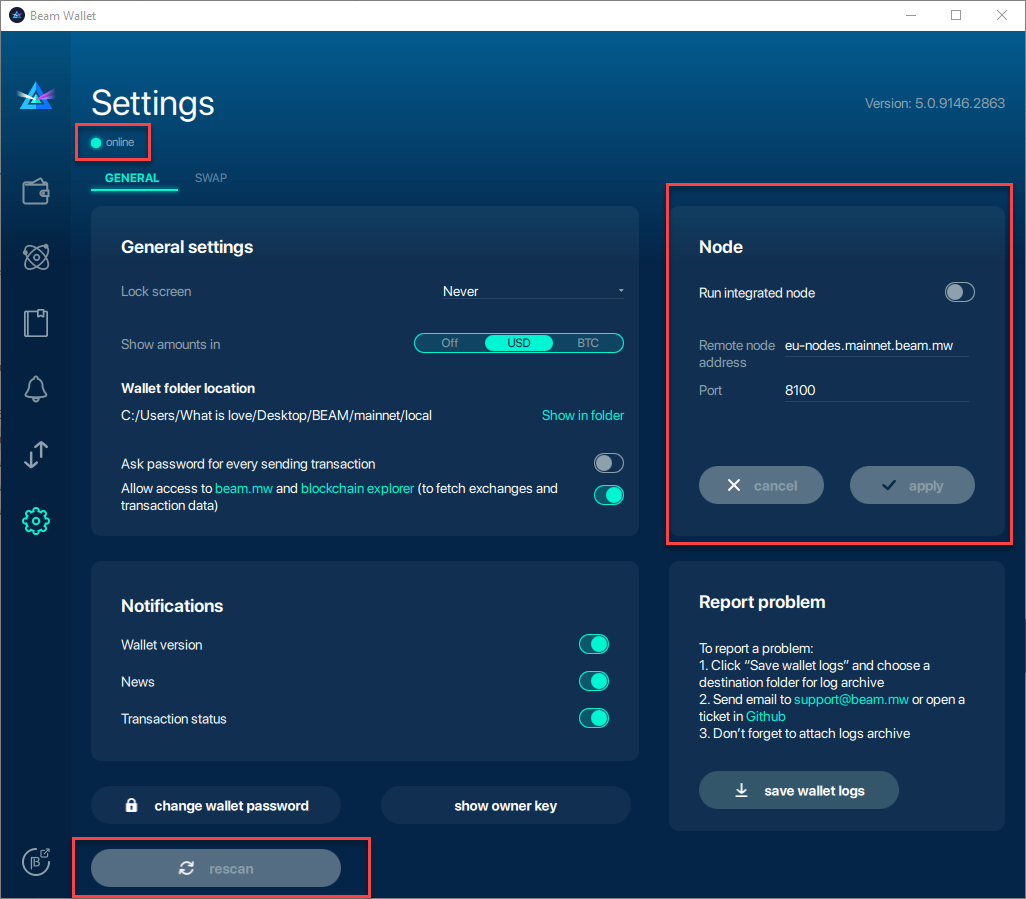 Beam Wallet
Settings
Version: 5.0.9146.2863
online
GENERAL SWAP
General settings
Lock screen Never
Show amounts in Off USD BTC
Wallet folder location
C:/Users/What is love/Desktop/BEAM/mainnet/local Show in folder
Ask password for every sending transaction
Allow access to beam.mw and blockchain explorer (to fetch exchanges and
transaction data)
Node
Run integrated node
Remote node eu-nodes.mainnet.beam.mw
address
Port 8100
cancel apply
Notifications
Wallet version
News
Transaction status
Report problem
To report a problem:
1. Click “Save wallet logs” and choose a
destination folder for log archive
2. Send email to support@beam.mw or open a
ticket in Github
3. Don’t forget to attach logs archive
save wallet logs
change wallet password show owner key
rescan